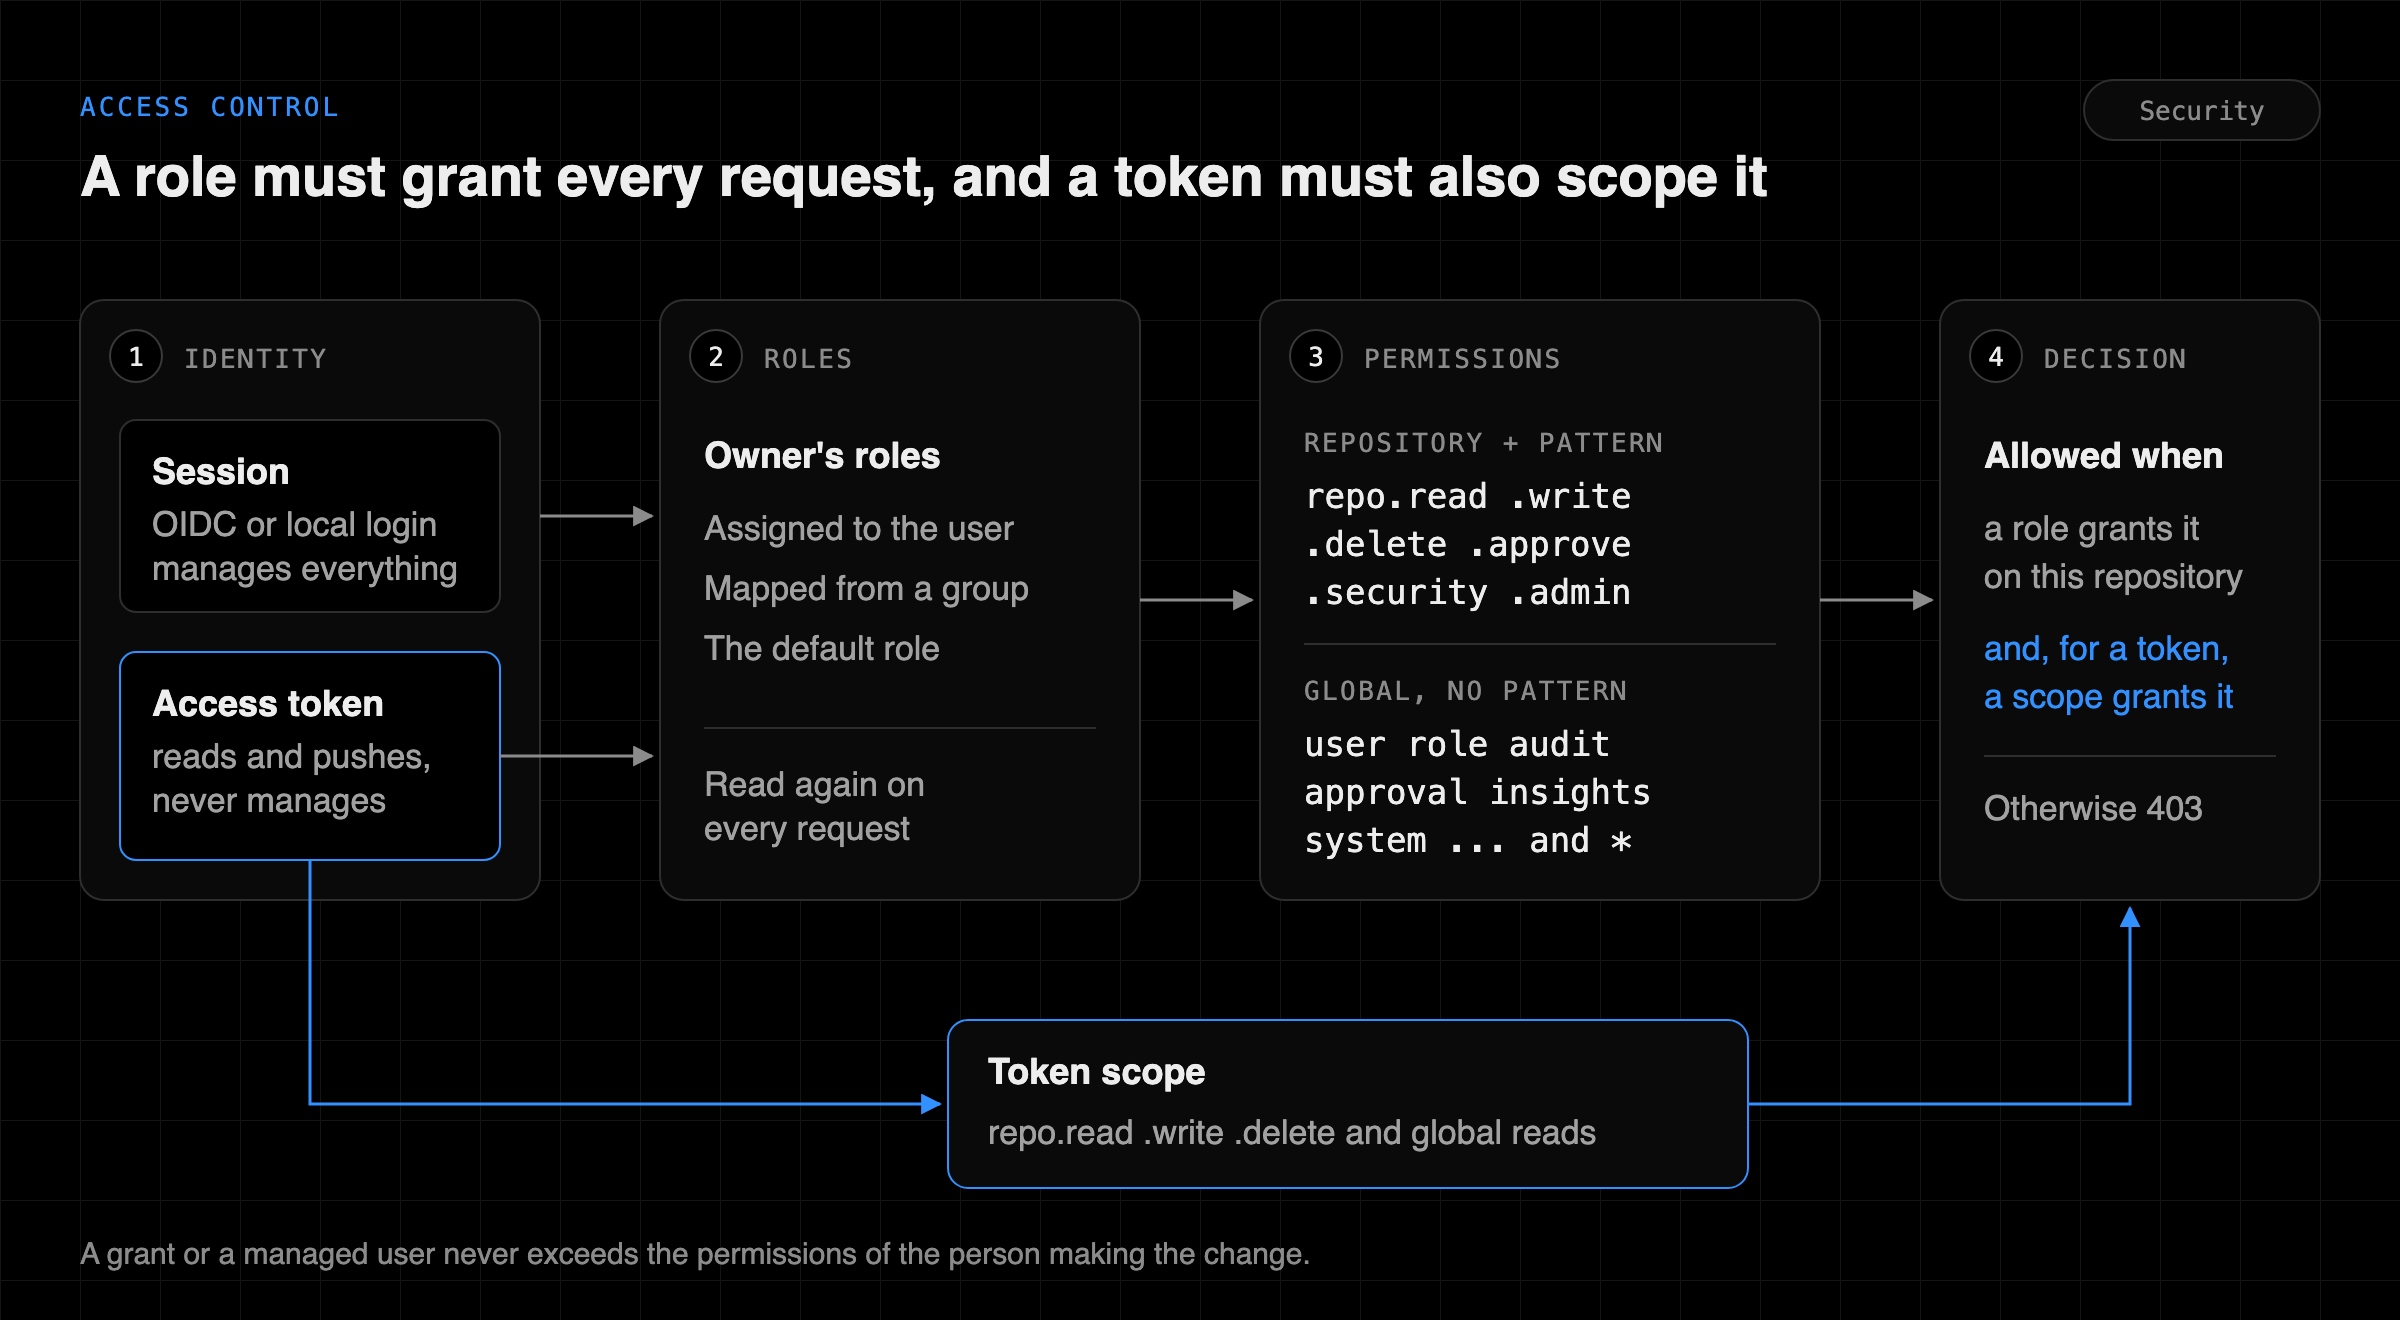 ACCESS CONTROL
Security
A role must grant every request, and a token must also scope it
1 IDENTITY
Session
OIDC or local login
manages everything
Access token
reads and pushes,
never manages
2 ROLES
Owner's roles
Assigned to the user
Mapped from a group
The default role
Read again on
every request
3 PERMISSIONS
REPOSITORY + PATTERN
repo.read .write
.delete .approve
.security .admin
GLOBAL, NO PATTERN
user role audit
approval insights
system ... and *
4 DECISION
Allowed when
a role grants it
on this repository
and, for a token,
a scope grants it
Otherwise 403
Token scope
repo.read .write .delete and global reads
A grant or a managed user never exceeds the permissions of the person making the change.